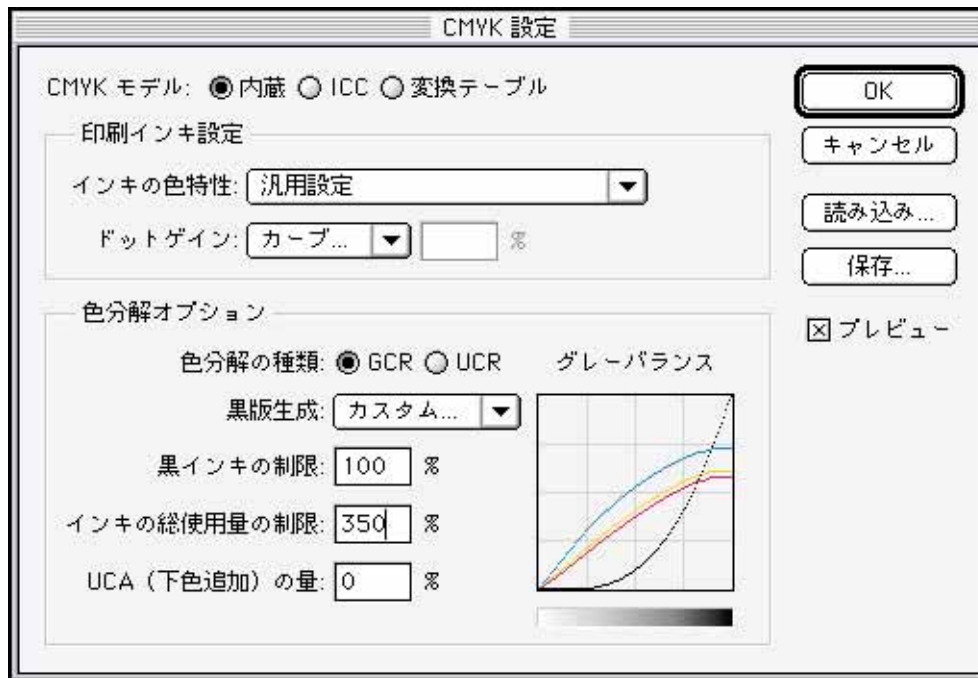 CMYK 設定
CMYK モデル: 内蔵 ICC 変換テーブル
OK
印刷インキ設定
キャンセル
インキの色特性: 汎用設定
読み込み...
ドットゲイン: カーブ... %
保存...
色分解オプション
プレビュー
色分解の種類: GCR UCR グレーバランス
黒版生成: カスタム...
黒インキの制限: 100 %
インキの総使用量の制限: 350 %
UCA（下色追加）の量: 0 %